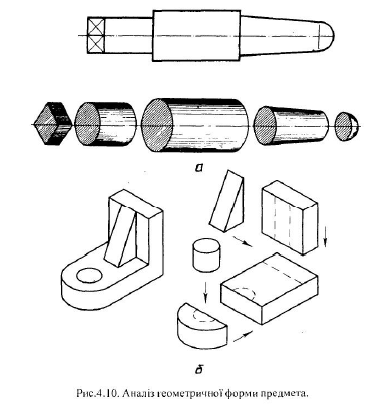 а
б
Рис.4.10. Аналіз геометричної форми предмета.